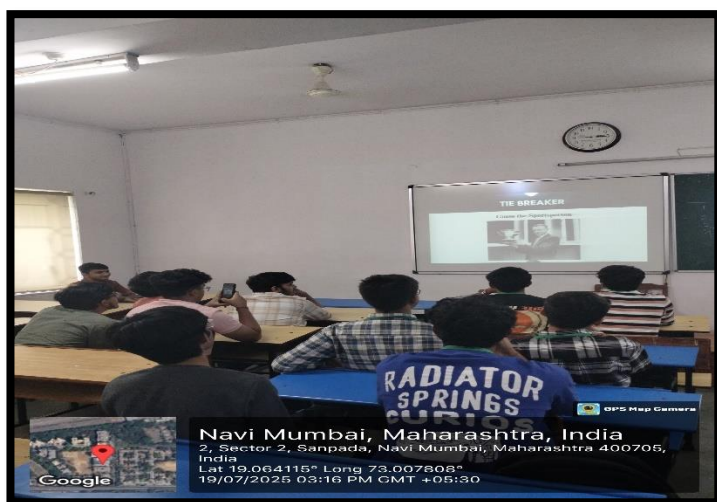 TIE BREAKER
Guess the Sportsperson
RADIATOR
SPRINGS
CURIOS
GPS Map Camera
Navi Mumbai, Maharashtra, India
2, Sector 2, Sanpada, Navi Mumbai, Maharashtra 400705,
India
Lat 19.064115° Long 73.007808°
19/07/2025 03:16 PM GMT +05:30
Google